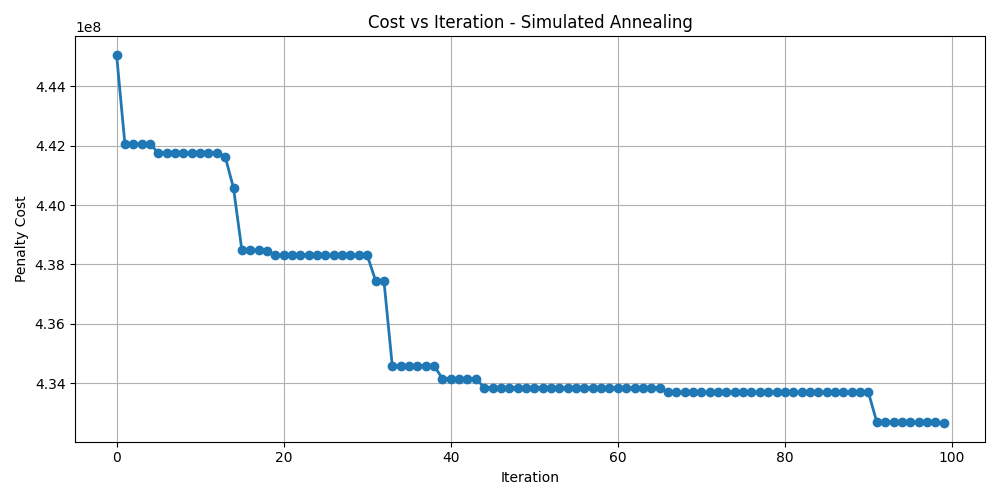 Cost vs Iteration - Simulated Annealing
1e8
4.44
4.42
4.40
4.38
4.36
4.34
Penalty Cost
0 20 40 60 80 100
Iteration